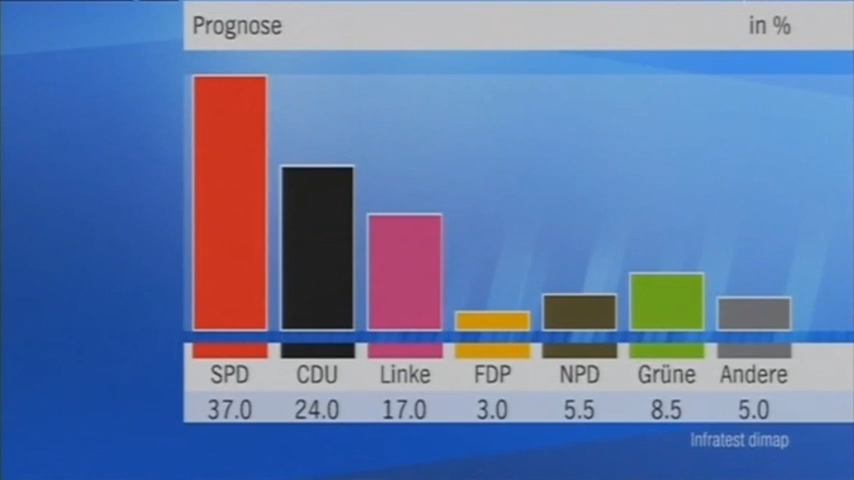 Prognose in %
SPD CDU Linke FDP NPD Grüne Andere
37.0 24.0 17.0 3.0 5.5 8.5 5.0
Infratest dimap